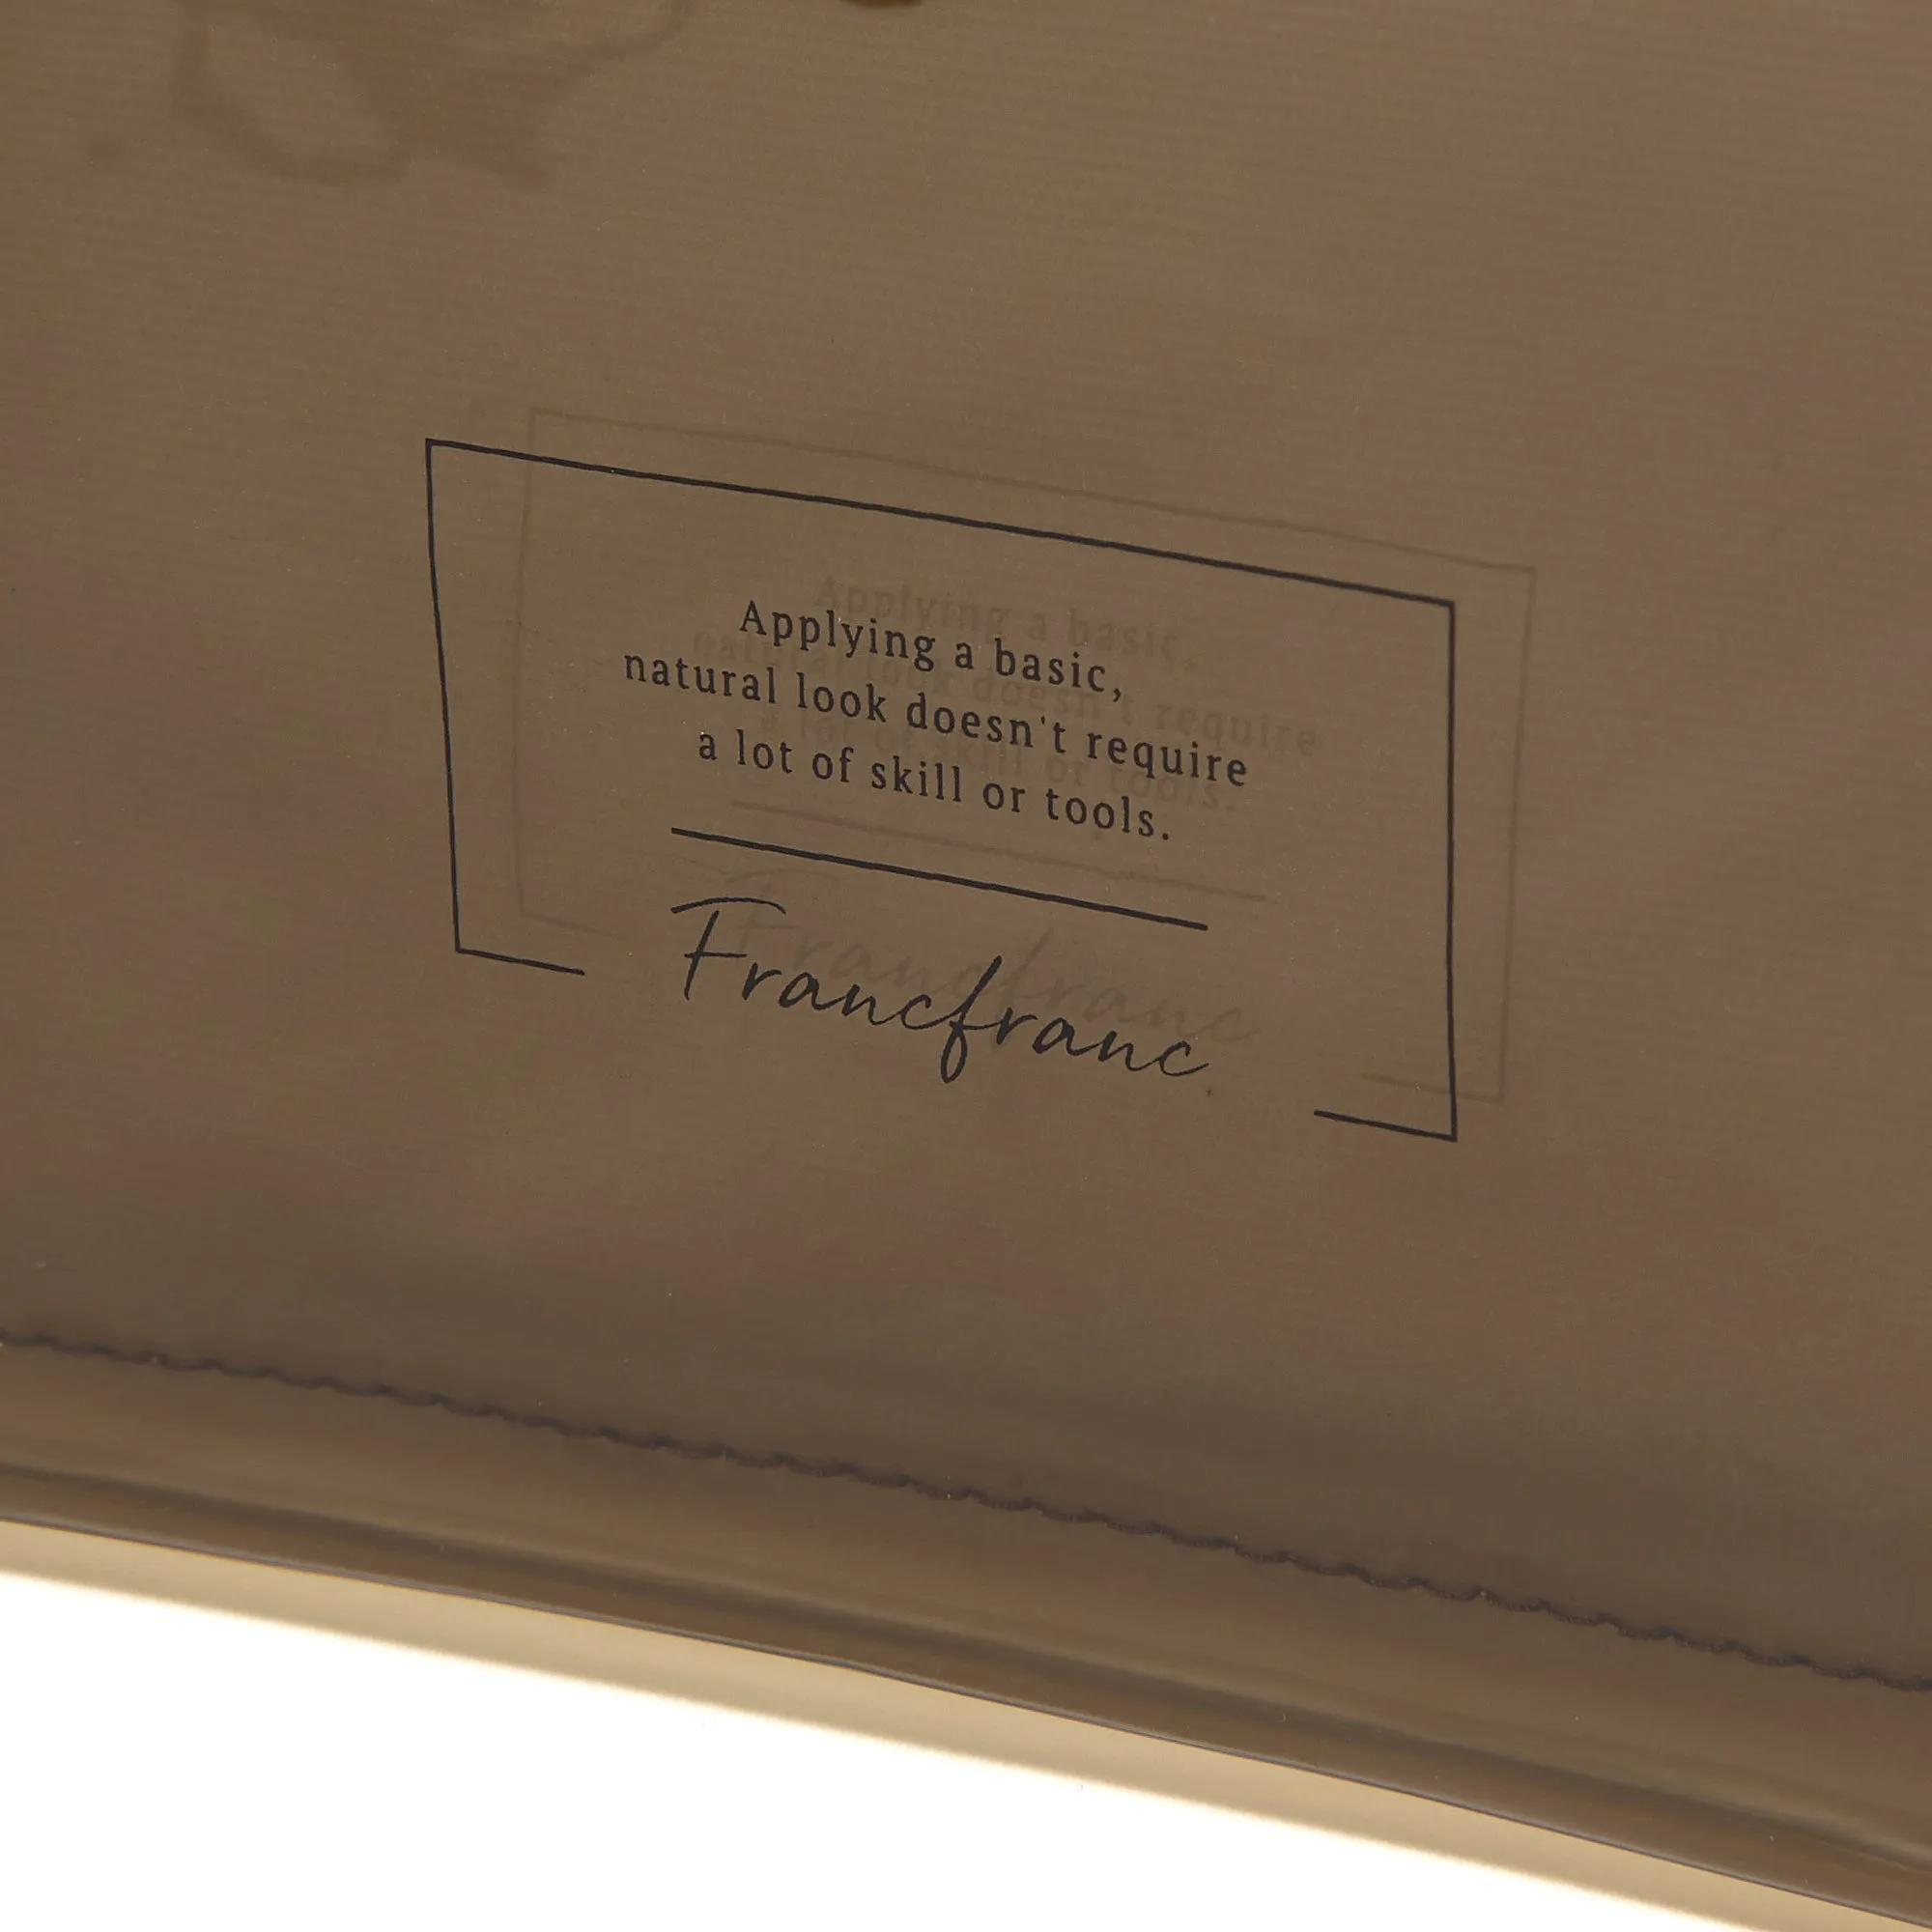 Applying a basic,
natural look doesn't require
a lot of skill or tools.
Francfranc